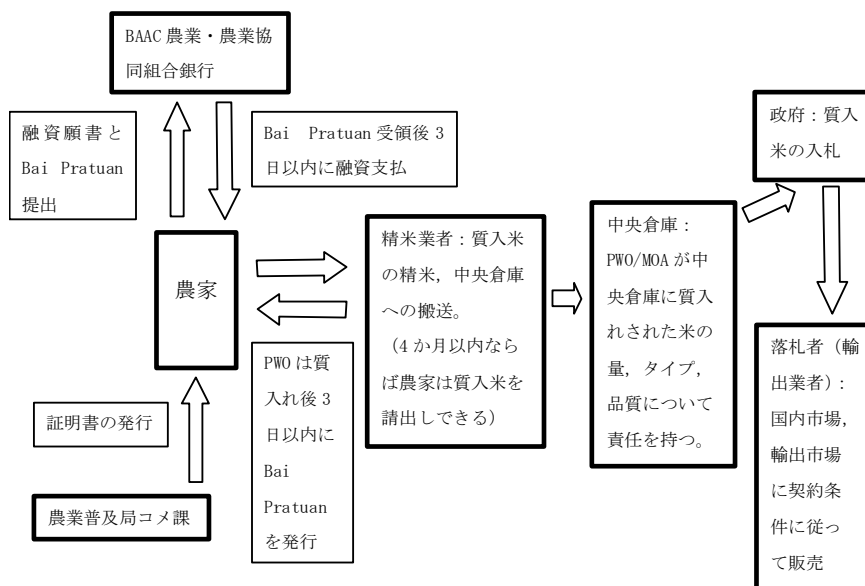 BAAC 農業・農業協
同組合銀行
融資願書と
Bai Pratuan
提出
Bai Pratuan 受領後 3
日以内に融資支払
政府：質入
米の入札
農家
精米業者：質入米
の精米，中央倉庫
への搬送。
（4 か月以内なら
ば農家は質入米を
請出しできる）
中央倉庫：
PWO/MOA が中
央倉庫に質入
れされた米の
量，タイプ，
品質について
責任を持つ。
落札者（輸
出業者）：
国内市場，
輸出市場
に契約条
件に従っ
て販売
証明書の発行
PWO は質
入れ後 3
日以内に
Bai
Pratuan
を発行
農業普及局コメ課